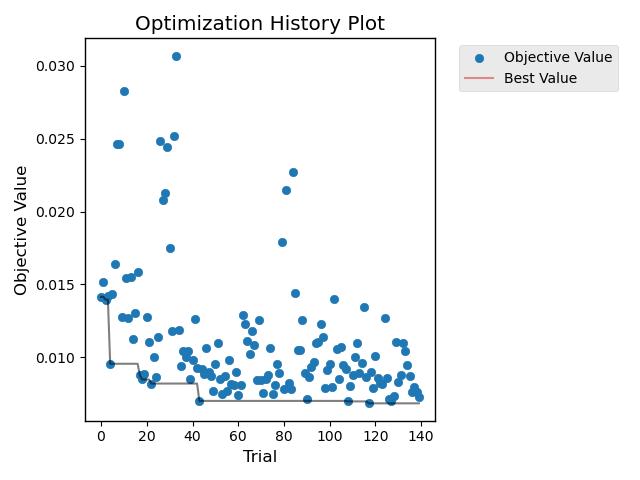 Optimization History Plot
Objective Value
Best Value
0.030
0.025
0.020
0.015
0.010
Objective Value
0 20 40 60 80 100 120 140
Trial